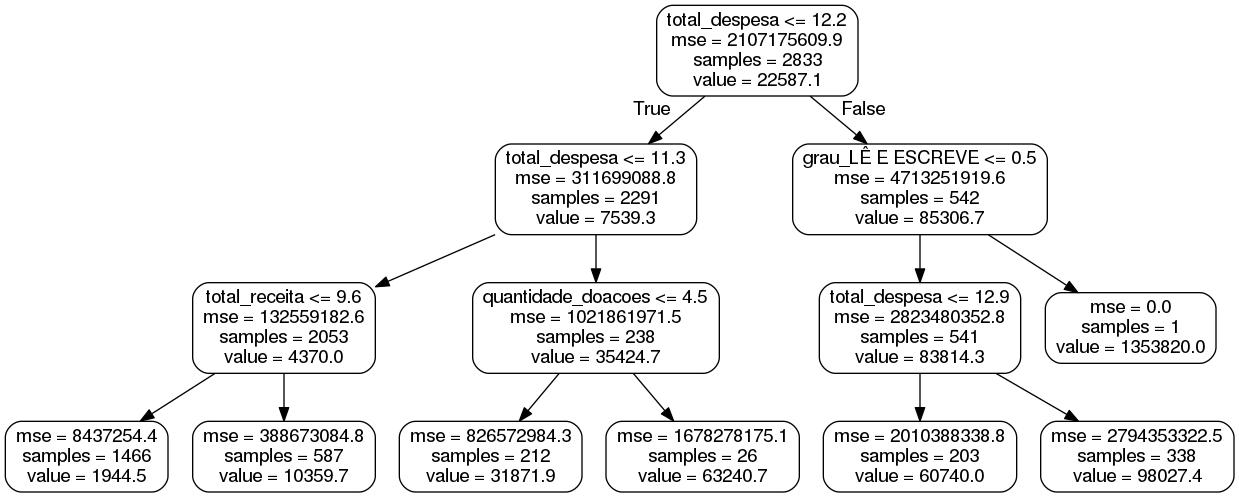 total_despesa <= 12.2
mse = 2107175609.9
samples = 2833
value = 22587.1
True
False
total_despesa <= 11.3
mse = 311699088.8
samples = 2291
value = 7539.3
grau_LÊ E ESCREVE <= 0.5
mse = 4713251919.6
samples = 542
value = 85306.7
total_receita <= 9.6
mse = 132559182.6
samples = 2053
value = 4370.0
quantidade_doacoes <= 4.5
mse = 1021861971.5
samples = 238
value = 35424.7
total_despesa <= 12.9
mse = 2823480352.8
samples = 541
value = 83814.3
mse = 0.0
samples = 1
value = 1353820.0
mse = 8437254.4
samples = 1466
value = 1944.5
mse = 388673084.8
samples = 587
value = 10359.7
mse = 826572984.3
samples = 212
value = 31871.9
mse = 1678278175.1
samples = 26
value = 63240.7
mse = 2010388338.8
samples = 203
value = 60740.0
mse = 2794353322.5
samples = 338
value = 98027.4